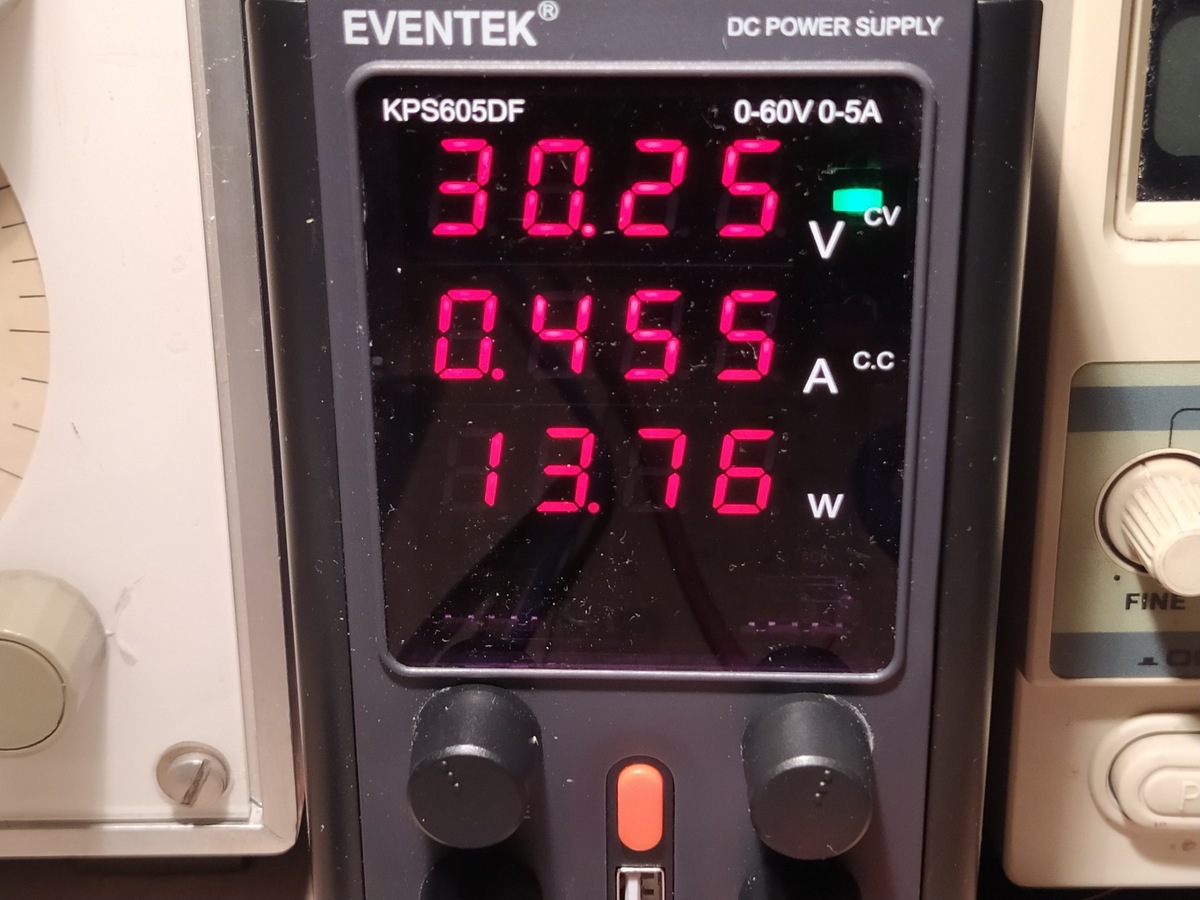 EVENTEK® DC POWER SUPPLY
KPS605DF 0-60V 0-5A
30.25 V CV
0.455 A C.C
13.76 W
FINE